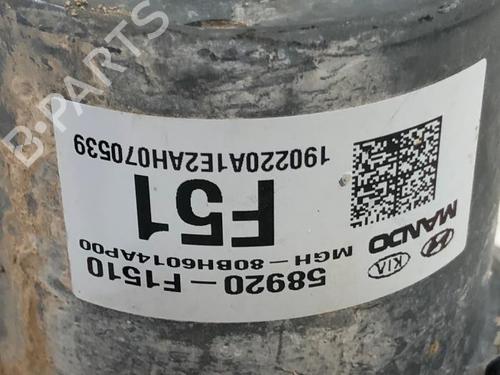 58920-F1510
MGH-80BH6014AP00
F51
190220A1E2AH070539
MANDO
KIA
B-PARTS